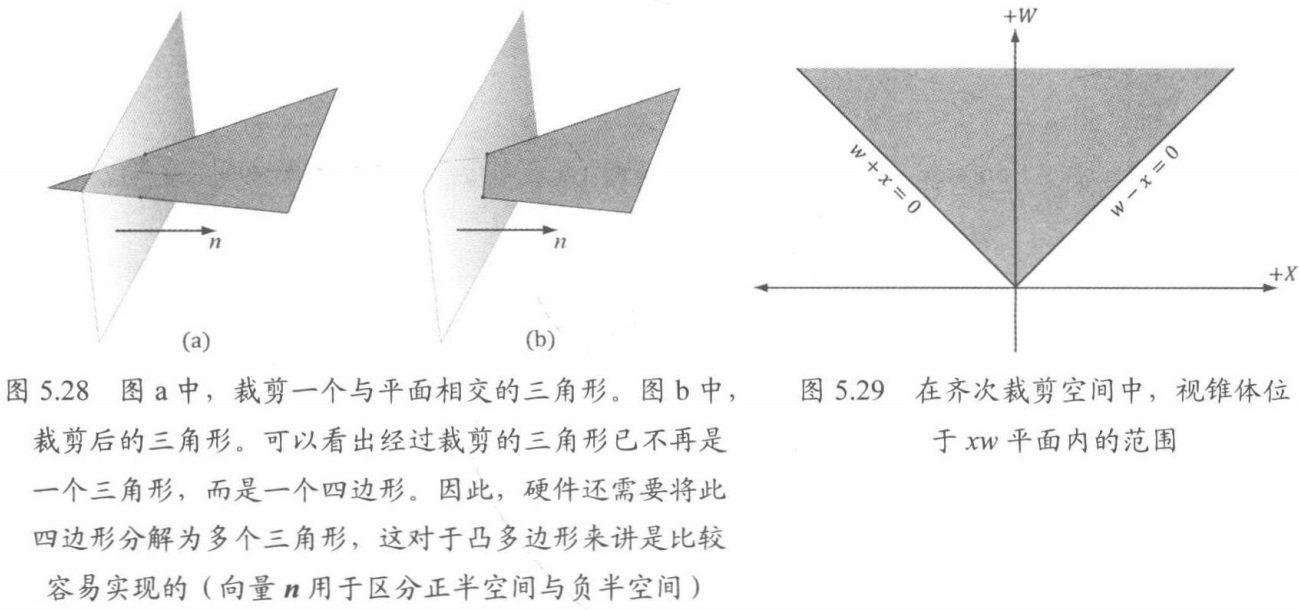 n
(a)
n
(b)
+W
w + x = 0
w − x = 0
+X
图 5.28 图 a 中，裁剪一个与平面相交的三角形。图 b 中，
裁剪后的三角形。可以看出经过裁剪的三角形已不再是
一个三角形，而是一个四边形。因此，硬件还需要将此
四边形分解为多个三角形，这对于凸多边形来讲是比较
容易实现的（向量 n 用于区分正半空间与负半空间）
图 5.29 在齐次裁剪空间中，视锥体位
于 xw 平面内的范围